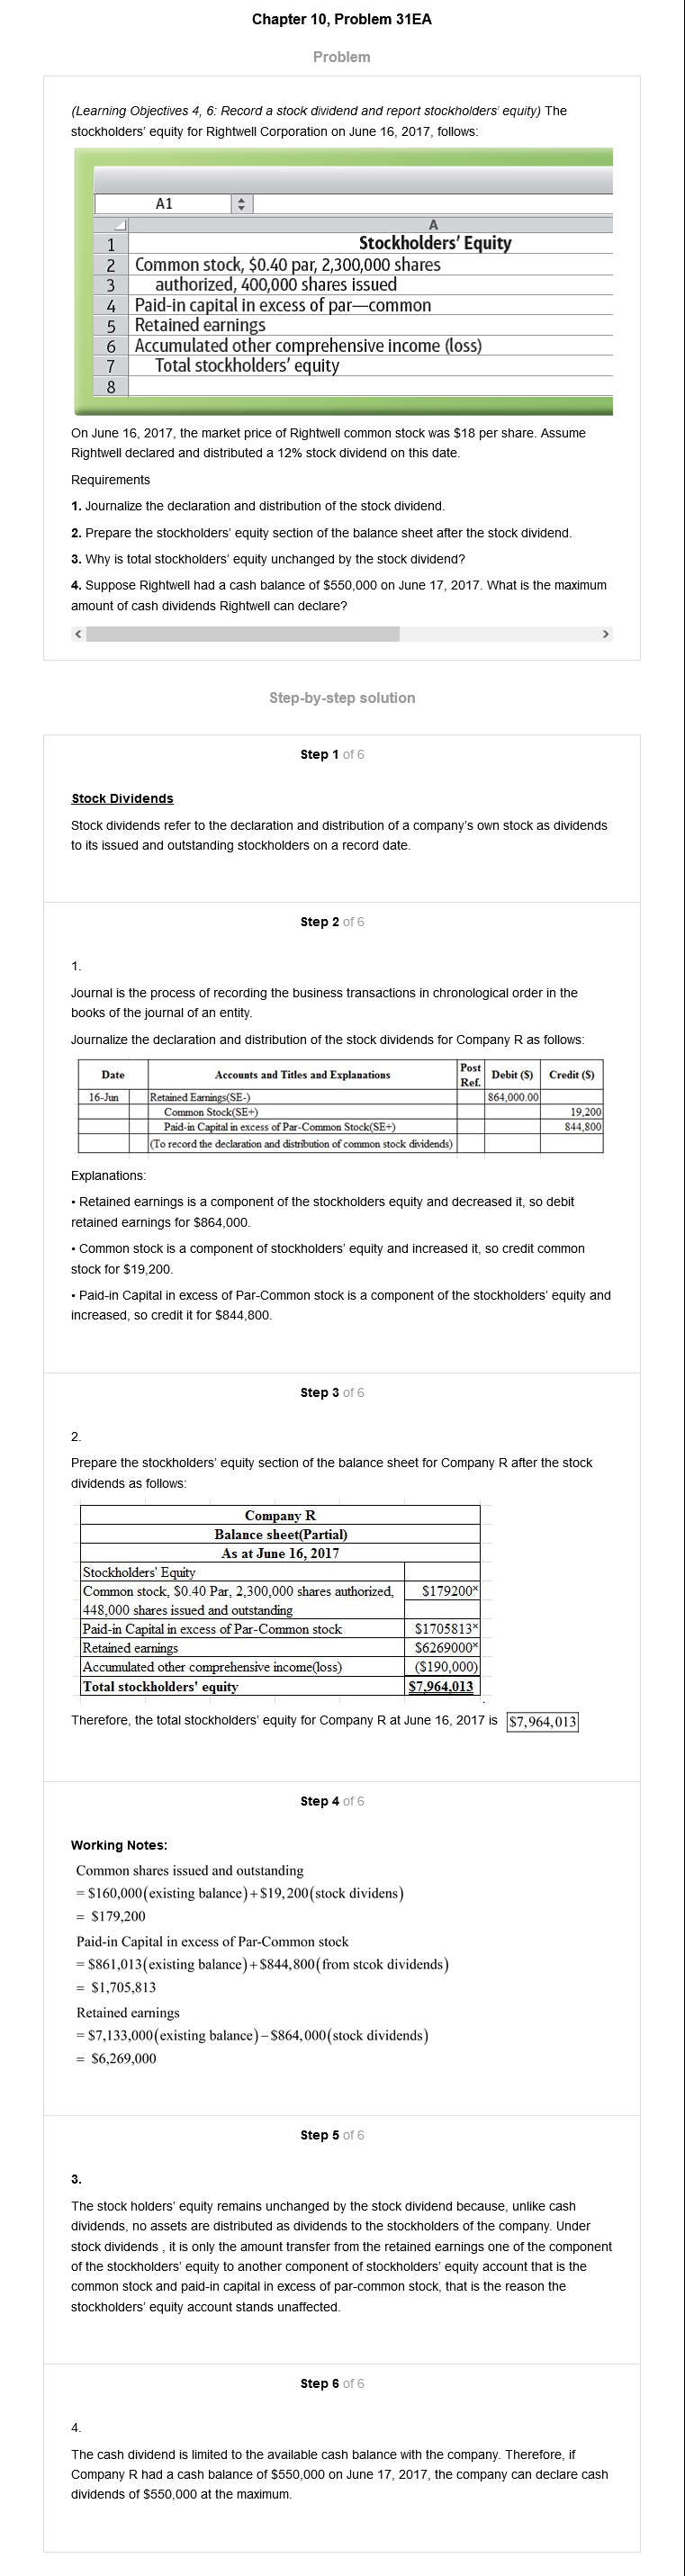 Chapter 10, Problem 31EA
Problem
(Learning Objectives 4, 6: Record a stock dividend and report stockholders' equity) The
stockholders' equity for Rightwell Corporation on June 16, 2017, follows:
A1
A
1 Stockholders' Equity
2 Common stock, $0.40 par, 2,300,000 shares
3 authorized, 400,000 shares issued
4 Paid-in capital in excess of par—common
5 Retained earnings
6 Accumulated other comprehensive income (loss)
7 Total stockholders' equity
8
On June 16, 2017, the market price of Rightwell common stock was $18 per share. Assume
Rightwell declared and distributed a 12% stock dividend on this date.
Requirements
1. Journalize the declaration and distribution of the stock dividend.
2. Prepare the stockholders' equity section of the balance sheet after the stock dividend.
3. Why is total stockholders' equity unchanged by the stock dividend?
4. Suppose Rightwell had a cash balance of $550,000 on June 17, 2017. What is the maximum
amount of cash dividends Rightwell can declare?
Step-by-step solution
Step 1 of 6
Stock Dividends
Stock dividends refer to the declaration and distribution of a company's own stock as dividends
to its issued and outstanding stockholders on a record date.
Step 2 of 6
1.
Journal is the process of recording the business transactions in chronological order in the
books of the journal of an entity.
Journalize the declaration and distribution of the stock dividends for Company R as follows:
Date Accounts and Titles and Explanations Post Ref. Debit ($) Credit ($)
16-Jun Retained Earnings(SE-) 864,000.00
Common Stock(SE+) 19,200
Paid-in Capital in excess of Par-Common Stock(SE+) 844,800
(To record the declaration and distribution of common stock dividends)
Explanations:
• Retained earnings is a component of the stockholders equity and decreased it, so debit
retained earnings for $864,000.
• Common stock is a component of stockholders' equity and increased it, so credit common
stock for $19,200.
• Paid-in Capital in excess of Par-Common stock is a component of the stockholders' equity and
increased, so credit it for $844,800.
Step 3 of 6
2.
Prepare the stockholders' equity section of the balance sheet for Company R after the stock
dividends as follows:
Company R
Balance sheet(Partial)
As at June 16, 2017
Stockholders' Equity
Common stock, $0.40 Par, 2,300,000 shares authorized, $179200×
448,000 shares issued and outstanding
Paid-in Capital in excess of Par-Common stock $1705813×
Retained earnings $6269000×
Accumulated other comprehensive income(loss) ($190,000)
Total stockholders' equity $7,964,013
Therefore, the total stockholders' equity for Company R at June 16, 2017 is $7,964,013
Step 4 of 6
Working Notes:
Common shares issued and outstanding
= $160,000(existing balance)+$19,200(stock dividens)
= $179,200
Paid-in Capital in excess of Par-Common stock
= $861,013(existing balance)+$844,800(from stcok dividends)
= $1,705,813
Retained earnings
= $7,133,000(existing balance)−$864,000(stock dividends)
= $6,269,000
Step 5 of 6
3.
The stock holders' equity remains unchanged by the stock dividend because, unlike cash
dividends, no assets are distributed as dividends to the stockholders of the company. Under
stock dividends , it is only the amount transfer from the retained earnings one of the component
of the stockholders' equity to another component of stockholders' equity account that is the
common stock and paid-in capital in excess of par-common stock, that is the reason the
stockholders' equity account stands unaffected.
Step 6 of 6
4.
The cash dividend is limited to the available cash balance with the company. Therefore, if
Company R had a cash balance of $550,000 on June 17, 2017, the company can declare cash
dividends of $550,000 at the maximum.